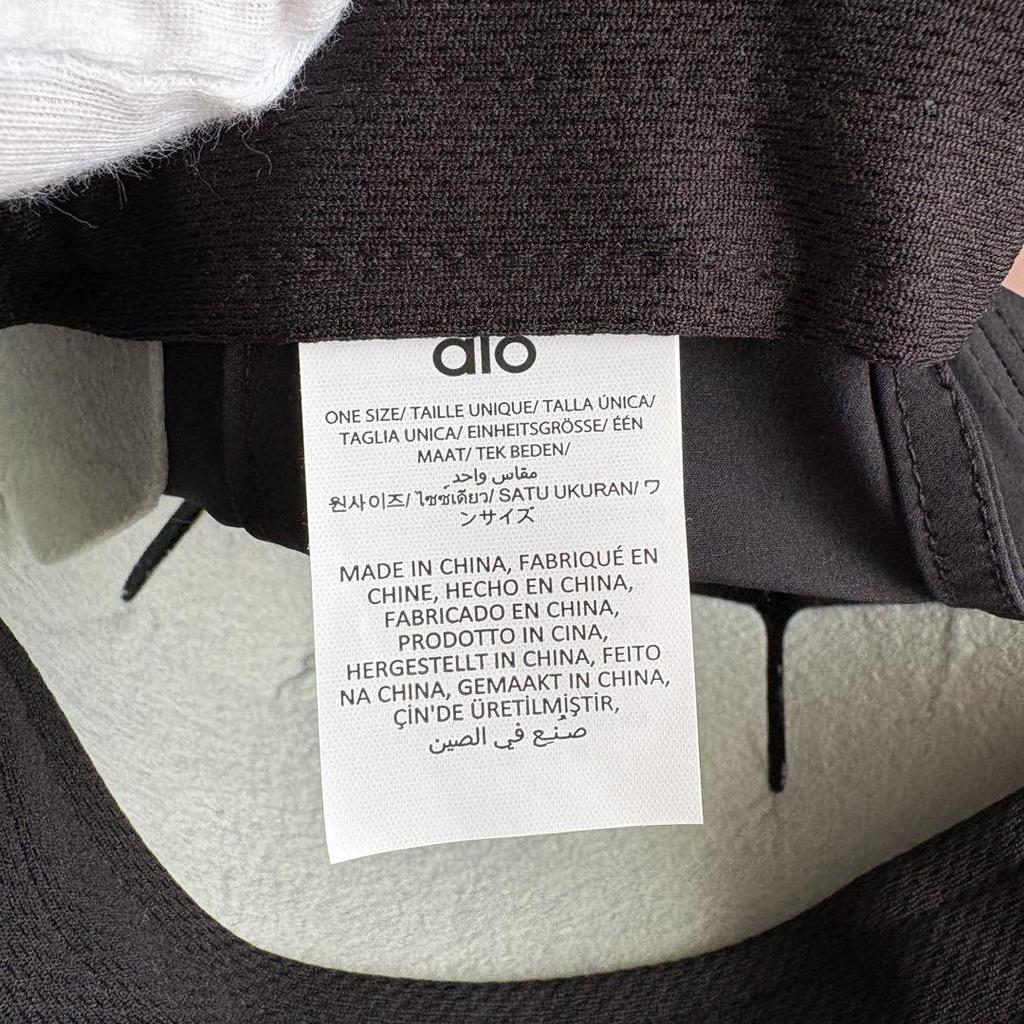 alo
ONE SIZE/ TAILLE UNIQUE/ TALLA ÚNICA/
TAGLIA UNICA/ EINHEITSGRÖSSE/ ÉÉN
MAAT/ TEK BEDEN/
مقاس واحد
원사이즈/ ไซซ์เดียว/ SATU UKURAN/ ワ
ンサイズ
MADE IN CHINA, FABRIQUÉ EN
CHINE, HECHO EN CHINA,
FABRICADO EN CHINA,
PRODOTTO IN CINA,
HERGESTELLT IN CHINA, FEITO
NA CHINA, GEMAAKT IN CHINA,
ÇİN'DE ÜRETİLMİŞTİR,
صُنع في الصين